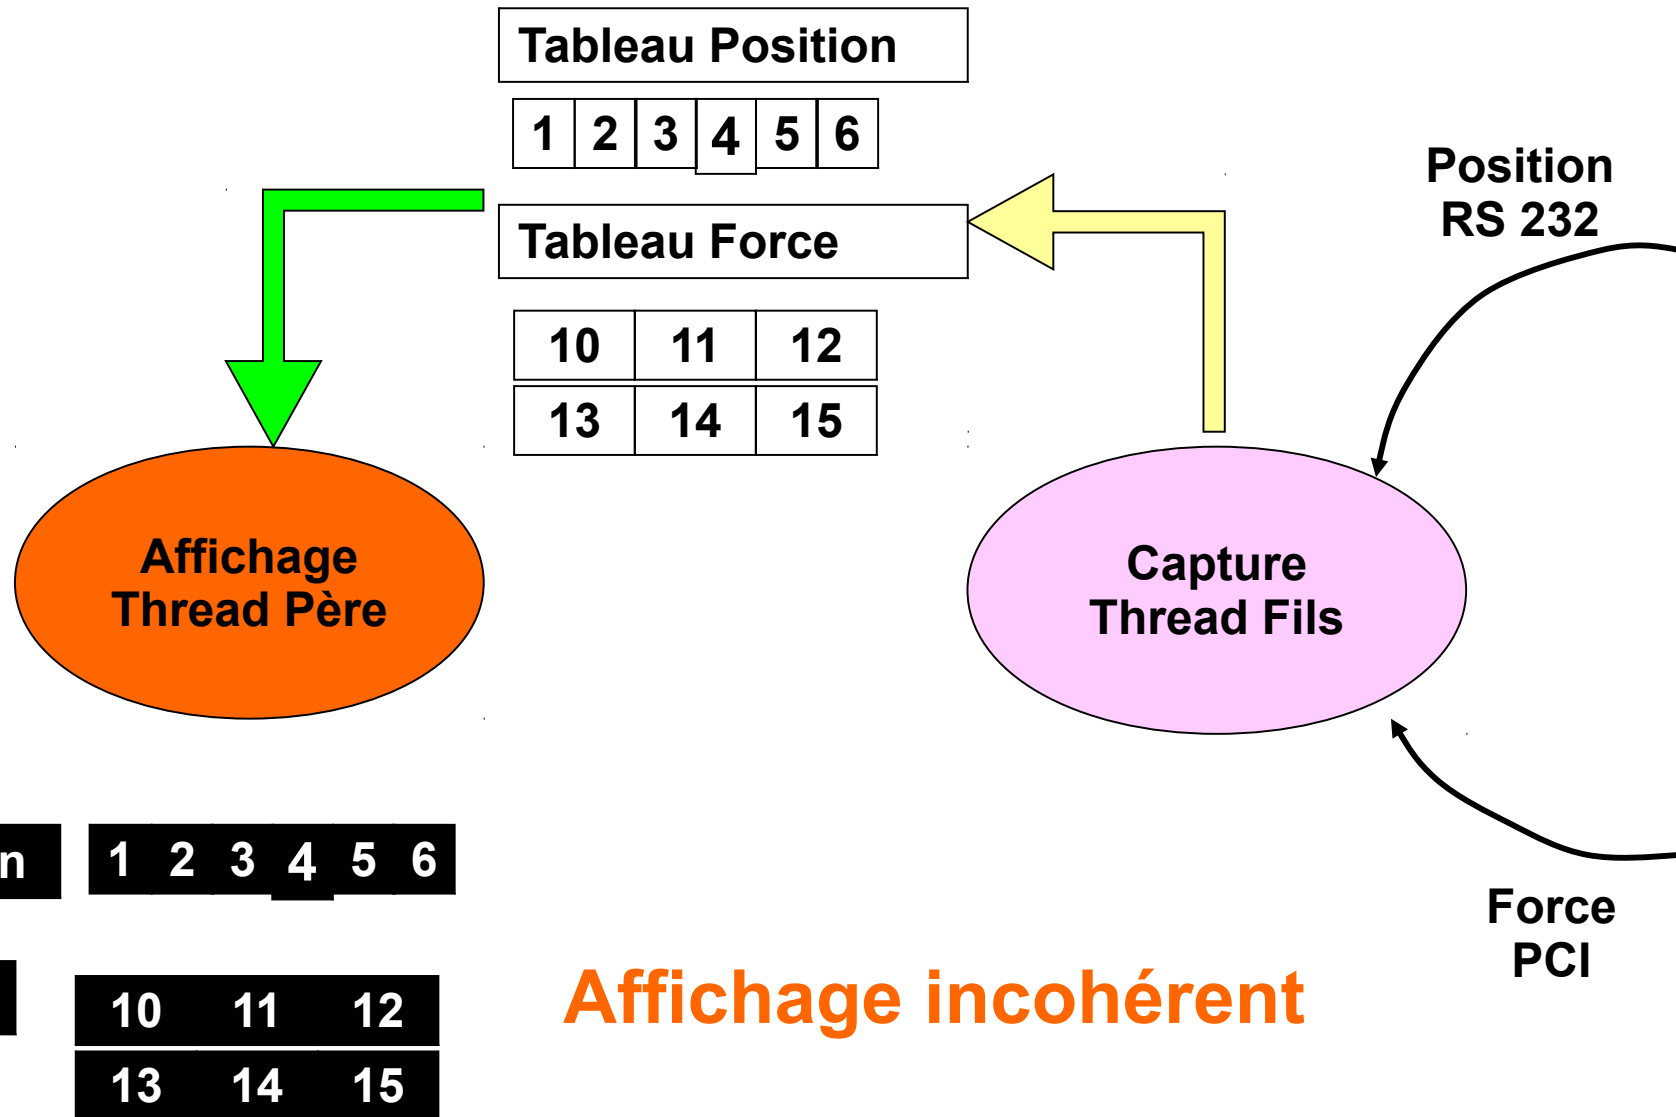 Tableau Position
1 2 3 4 5 6
Position
RS 232
Tableau Force
10 11 12
13 14 15
Affichage
Thread Père
Capture
Thread Fils
n 1 2 3 4 5 6
Force
PCI
10 11 12
Affichage incohérent
13 14 15